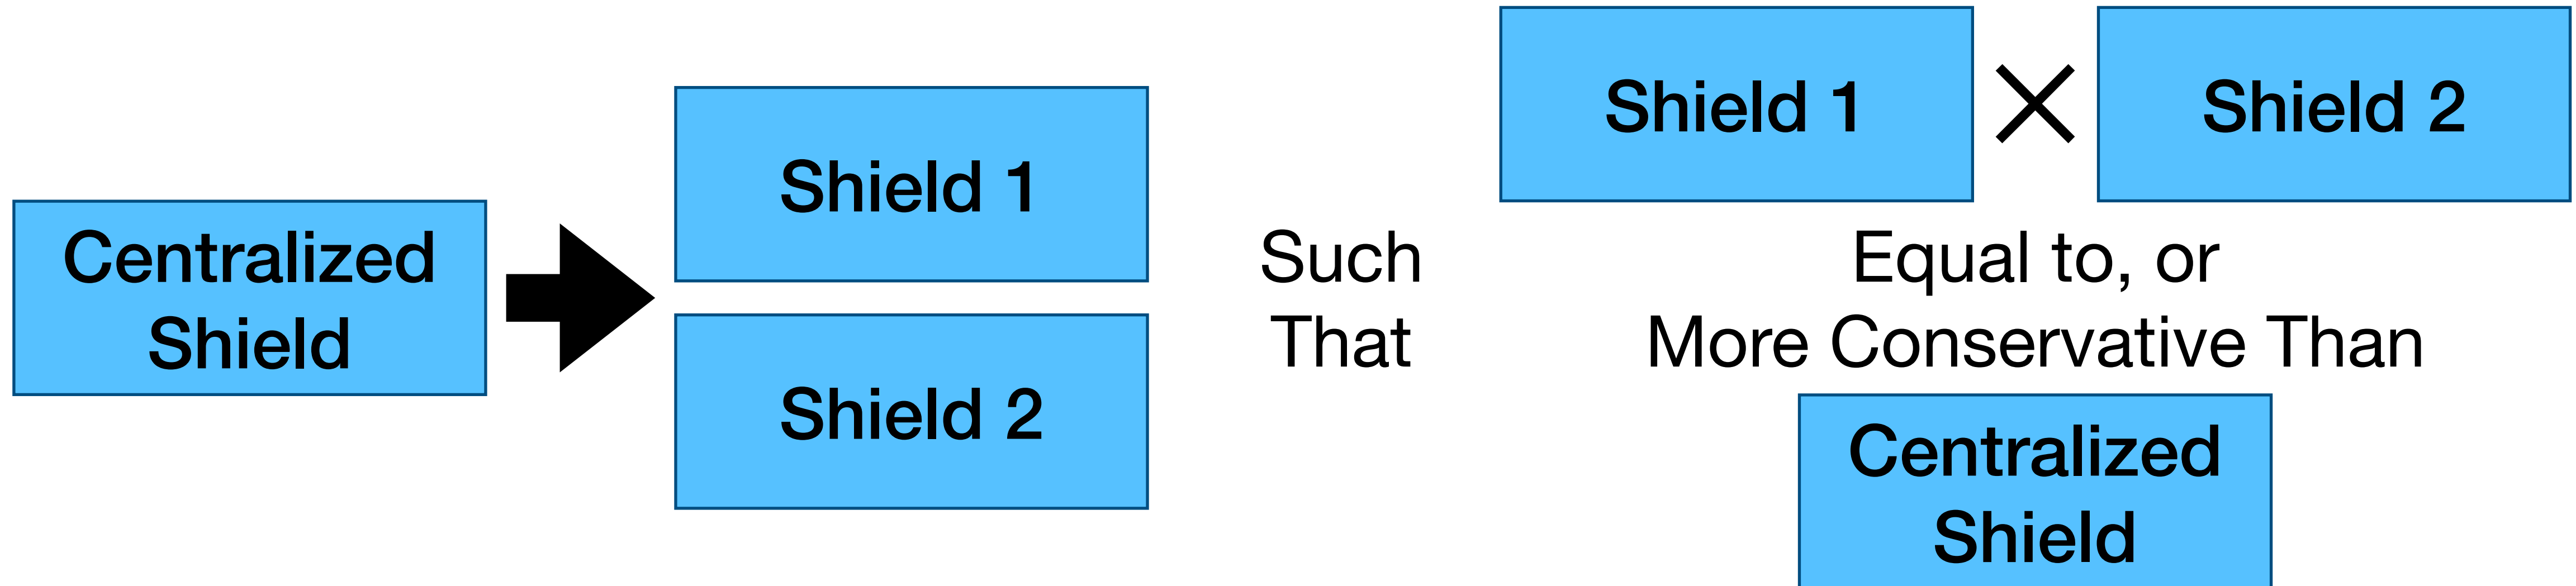 Centralized
Shield
Shield 1
Shield 2
Such
That
Shield 1
Shield 2
Equal to, or
More Conservative Than
Centralized
Shield